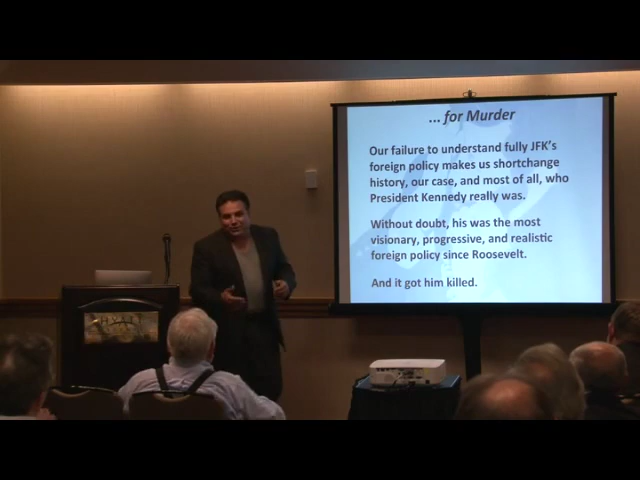 ... for Murder
Our failure to understand fully JFK's
foreign policy makes us shortchange
history, our case, and most of all, who
President Kennedy really was.
Without doubt, his was the most
visionary, progressive, and realistic
foreign policy since Roosevelt.
And it got him killed.
HYATT